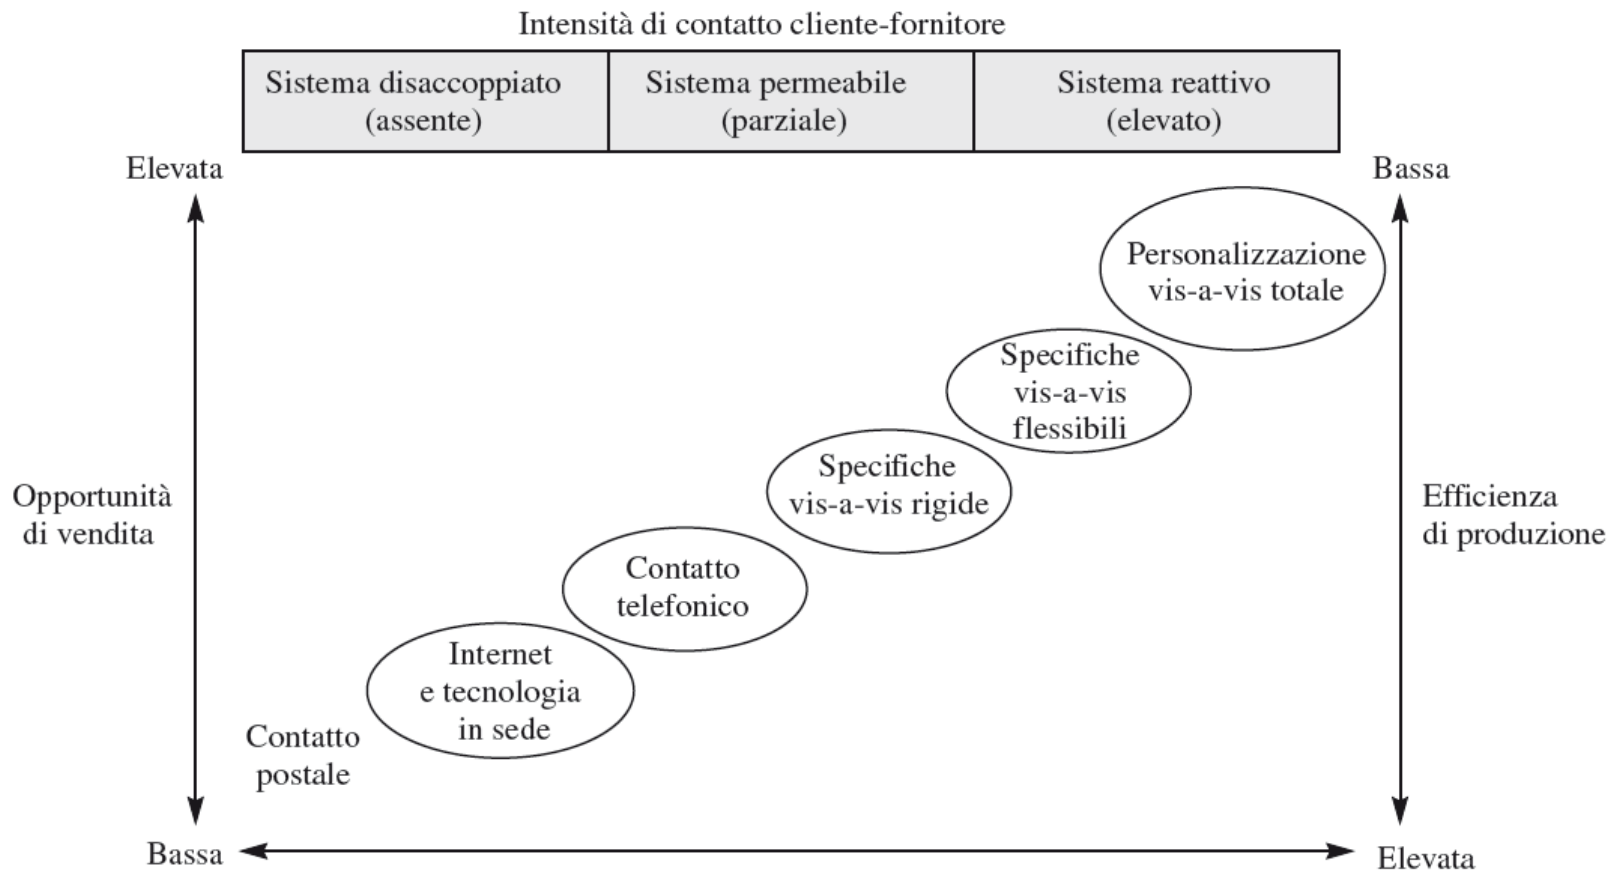 Intensità di contatto cliente-fornitore
Sistema disaccoppiato
(assente)
Sistema permeabile
(parziale)
Sistema reattivo
(elevato)
Elevata
Bassa
Personalizzazione
vis-a-vis totale
Specifiche
vis-a-vis
flessibili
Specifiche
vis-a-vis rigide
Opportunità
di vendita
Efficienza
di produzione
Contatto
telefonico
Internet
e tecnologia
in sede
Contatto
postale
Bassa
Elevata